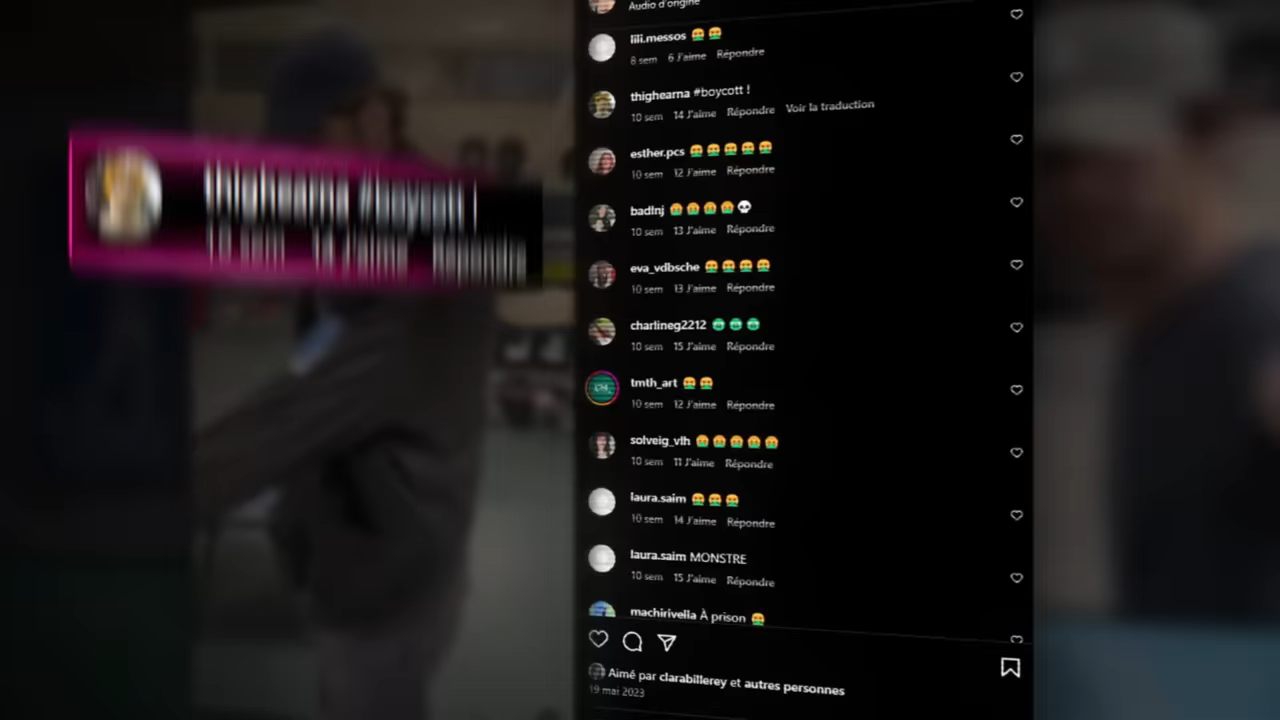 Audio d'origine
lili.messos 🤮🤮
8 sem 6 J'aime Répondre
thighearna #boycott !
10 sem 14 J'aime Répondre Voir la traduction
esther.pcs 🤮🤮🤮🤮🤮
10 sem 12 J'aime Répondre
badlnj 🤮🤮🤮🤮💀
10 sem 13 J'aime Répondre
eva_vdbsche 🤮🤮🤮🤮
10 sem 13 J'aime Répondre
charlineg2212 🤢🤢🤢
10 sem 15 J'aime Répondre
tmth_art 🤮🤮
10 sem 12 J'aime Répondre
solveig_vlh 🤮🤮🤮🤮🤮
10 sem 11 J'aime Répondre
laura.saim 🤮🤮🤮
10 sem 14 J'aime Répondre
laura.saim MONSTRE
10 sem 15 J'aime Répondre
machirivella À prison 🤮
Aimé par clarabillerey et autres personnes
19 mai 2023